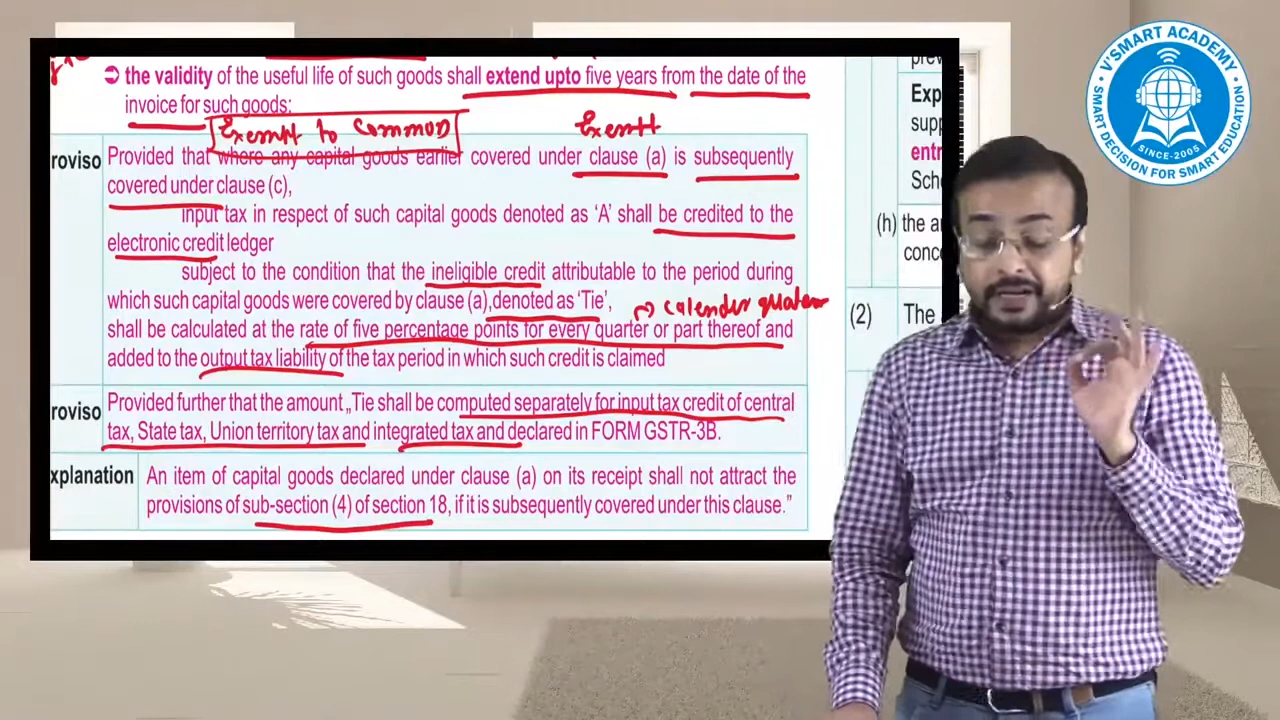 ➲ the validity of the useful life of such goods shall extend upto five years from the date of the
invoice for such goods:
Exempt to common
Exempt
roviso Provided that where any capital goods earlier covered under clause (a) is subsequently
covered under clause (c),
input tax in respect of such capital goods denoted as ‘A’ shall be credited to the
electronic credit ledger
subject to the condition that the ineligible credit attributable to the period during
which such capital goods were covered by clause (a),denoted as ‘Tie’,
calender quater
shall be calculated at the rate of five percentage points for every quarter or part thereof and
added to the output tax liability of the tax period in which such credit is claimed
roviso Provided further that the amount „Tie shall be computed separately for input tax credit of central
tax, State tax, Union territory tax and integrated tax and declared in FORM GSTR-3B.
xplanation An item of capital goods declared under clause (a) on its receipt shall not attract the
provisions of sub-section (4) of section 18, if it is subsequently covered under this clause.”
Exp
supp
entr
Sch
(h) the a
conc
(2) The
V'SMART ACADEMY
SINCE-2005
SMART DECISION FOR SMART EDUCATION